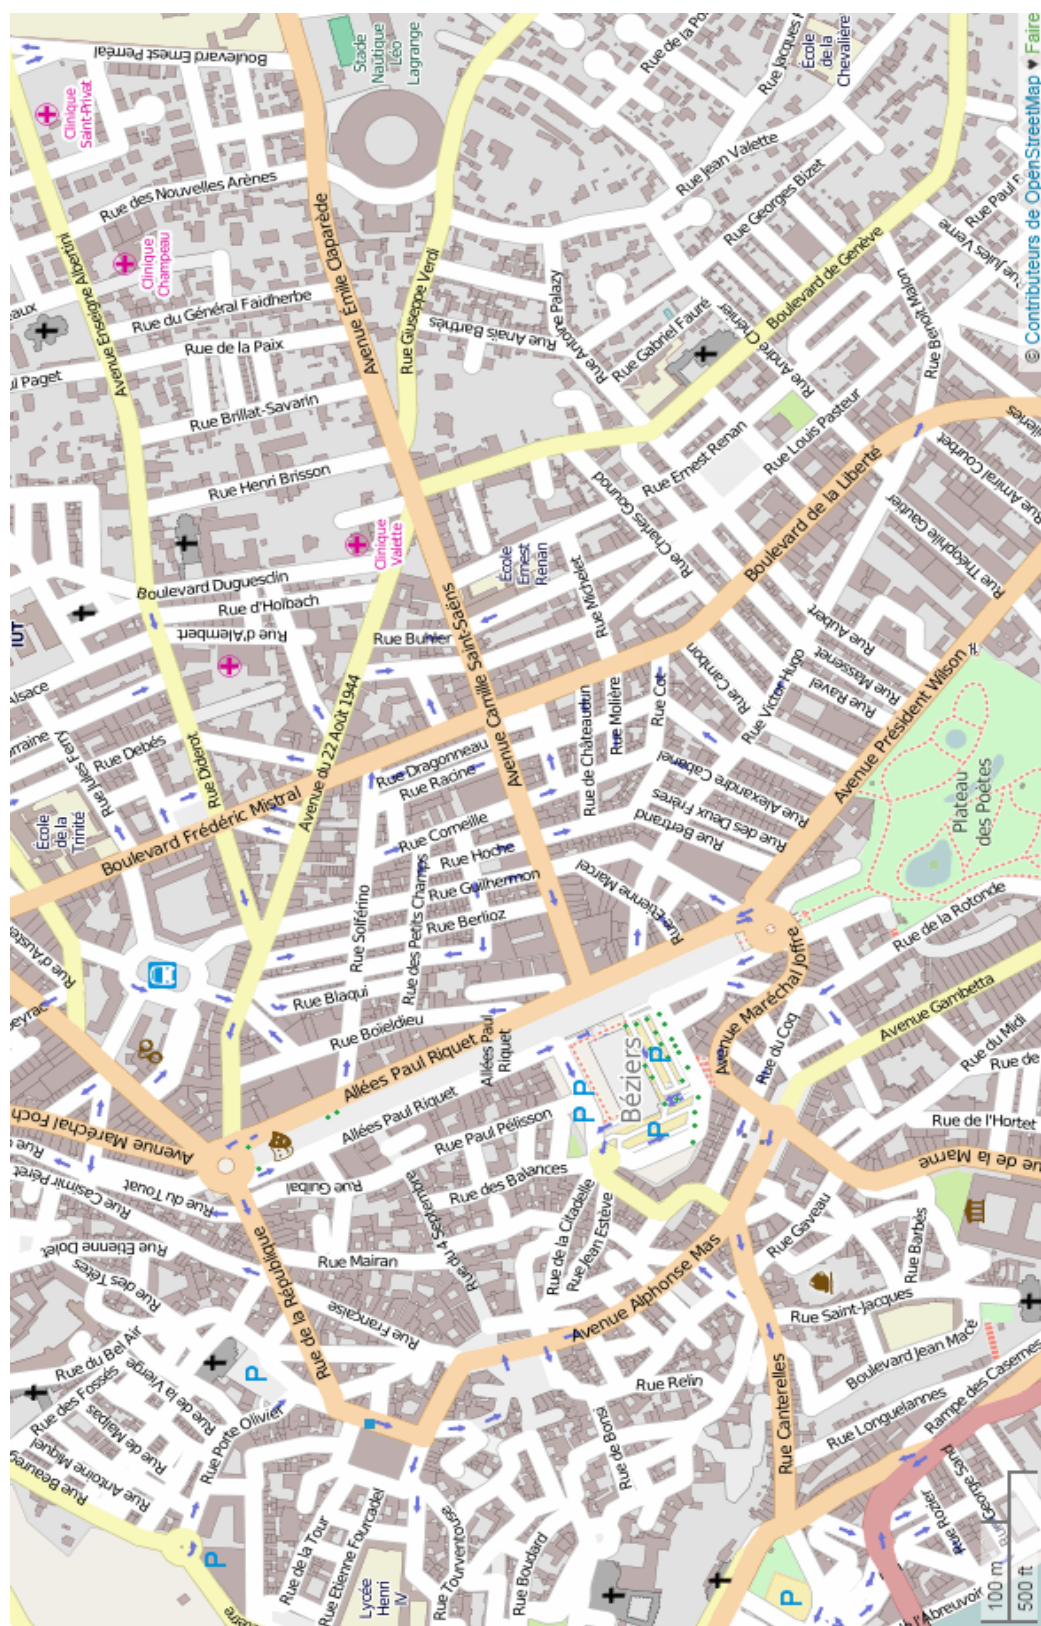 Boulevard Ernest Perréal
Clinique
Saint-Privat
Stade
Nautique
Léo
Lagrange
École
de la
Chevalière
Rue Jean Valette
Rue Georges Bizet
Rue des Nouvelles Arènes
Clinique
Champeau
Avenue Enseigne Albertini
Avenue Émile Claparède
Rue Giuseppe Verdi
Rue du Général Faidherbe
Rue de la Paix
Rue Anaïs Barthès
Rue Antoine Palazy
Rue Gabriel Fauré
Rue André Chénier
Boulevard de Genève
Rue Jules Verne
Rue Benoît Malon
Rue Brillat-Savarin
Rue Henri Brisson
Rue Ernest Renan
Rue Louis Pasteur
Rue Charles Gounod
Boulevard de la Liberté
Rue Amiral Courbet
Rue Théophile Gautier
Clinique
Valette
École
Ernest
Renan
Boulevard Duguesclin
Rue d'Holbach
Rue d'Alembert
Rue Buhler
Avenue Camille Saint-Saëns
Rue Michelet
IUT
Rue Aubert
Rue Massenet
Rue Ravel
Rue Victor Hugo
Rue Cambon
Rue Cot
Rue Molière
Rue de Châteaudun
Rue Alexandre Cabanel
Rue des Deux Frères
Rue Bertrand
Rue Etienne Marcel
Avenue Président Wilson
Plateau
des Poetes
Rue de la Rotonde
Rue Jules Ferry
Rue Debés
Rue Diderot
Avenue du 22 Août 1944
École
de la
Trinité
Boulevard Frédéric Mistral
Rue Dragonneau
Rue Racine
Rue Corneille
Rue Hoche
Rue Guilhermon
Rue Berlioz
Rue Solférino
Rue des Petits Champs
Rue Blaqui
Rue Boieldieu
Allées Paul Riquet
Allées Paul
Riquet
Allées Paul Riquet
Béziers
P
P
P
P
Avenue Maréchal Joffre
Rue du Coq
Avenue Gambetta
Rue du Midi
Rue de l'Hortet
Avenue Maréchal Foch
Rue Casimir Péret
Rue du Touat
Rue Etienne Dolet
Rue des Têtes
Rue de la République
Rue Guibal
Rue Mairan
Rue Française
Rue Paul Pélisson
Rue des Balances
Rue du 4 Septembre
Rue de la Citadelle
Rue Jean Estève
Avenue Alphonse Mas
Rue Gaveau
Rue Barbès
Rue Saint-Jacques
Boulevard Jean Macé
Rue du Bel Air
Rue des Fossés
Rue de la Vierge
Rue de Malpas
Rue Antoine Miquel
Rue Porte Olivier
P
P
Rue Relin
Rue de Bonsi
Rue Canterelles
Rue Longuelannes
Rampe des Casernes
Rue de la Tour
Rue Etienne Fourcadel
Lycée
Henri
IV
Rue Tourventouse
Rue Boudard
P
Rue Rozier
100 m
500 ft
© Contributeurs de OpenStreetMap ♥ Faire